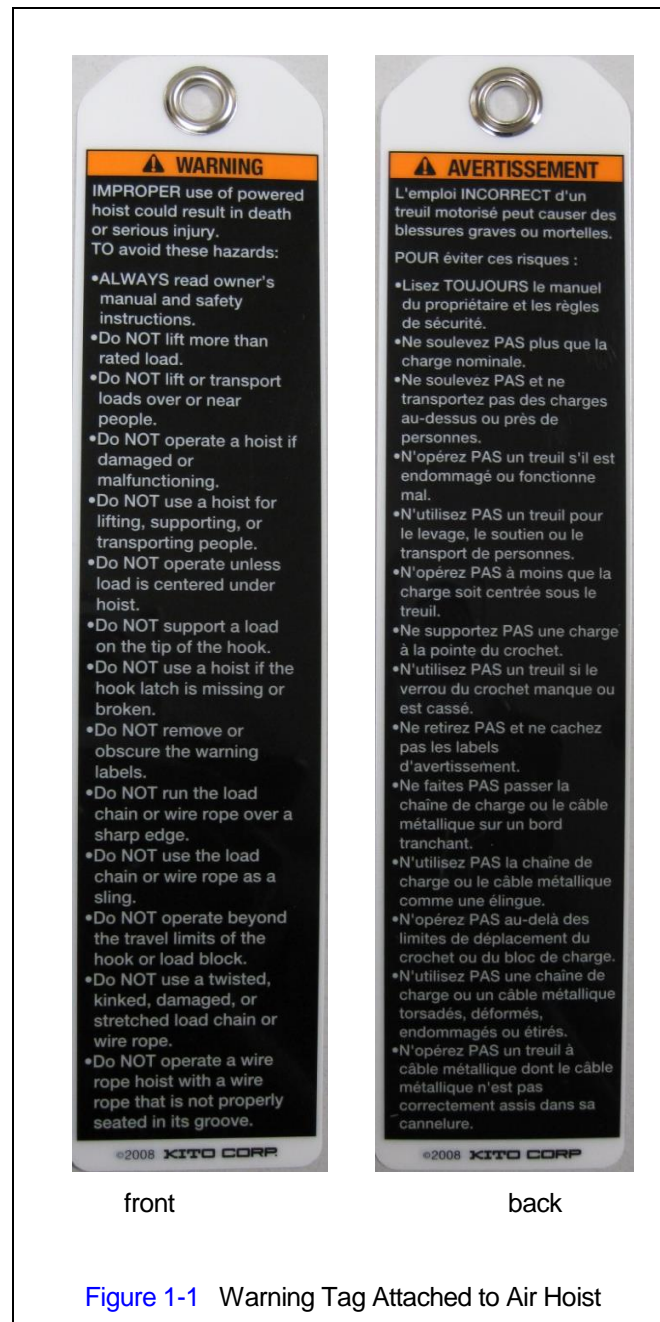 WARNING
IMPROPER use of powered
hoist could result in death
or serious injury.
TO avoid these hazards:
•ALWAYS read owner's
manual and safety
instructions.
•Do NOT lift more than
rated load.
•Do NOT lift or transport
loads over or near
people.
•Do NOT operate a hoist if
damaged or
malfunctioning.
•Do NOT use a hoist for
lifting, supporting, or
transporting people.
•Do NOT operate unless
load is centered under
hoist.
•Do NOT support a load
on the tip of the hook.
•Do NOT use a hoist if the
hook latch is missing or
broken.
•Do NOT remove or
obscure the warning
labels.
•Do NOT run the load
chain or wire rope over a
sharp edge.
•Do NOT use the load
chain or wire rope as a
sling.
•Do NOT operate beyond
the travel limits of the
hook or load block.
•Do NOT use a twisted,
kinked, damaged, or
stretched load chain or
wire rope.
•Do NOT operate a wire
rope hoist with a wire
rope that is not properly
seated in its groove.
©2008 KITO CORP.
front
AVERTISSEMENT
L'emploi INCORRECT d'un
treuil motorisé peut causer des
blessures graves ou mortelles.
POUR éviter ces risques :
•Lisez TOUJOURS le manuel
du propriétaire et les règles
de sécurité.
•Ne soulevez PAS plus que la
charge nominale.
•Ne soulevez PAS et ne
transportez pas des charges
au-dessus ou près de
personnes.
•N'opérez PAS un treuil s'il est
endommagé ou fonctionne
mal.
•N'utilisez PAS un treuil pour
le levage, le soutien ou le
transport de personnes.
•N'opérez PAS à moins que la
charge soit centrée sous le
treuil.
•Ne supportez PAS une charge
à la pointe du crochet.
•N'utilisez PAS un treuil si le
verrou du crochet manque ou
est cassé.
•Ne retirez PAS et ne cachez
pas les labels
d'avertissement.
•Ne faites PAS passer la
chaîne de charge ou le câble
métallique sur un bord
tranchant.
•N'utilisez PAS la chaîne de
charge ou le câble métallique
comme une élingue.
•N'opérez PAS au-delà des
limites de déplacement du
crochet ou du bloc de charge.
•N'utilisez PAS une chaîne de
charge ou un câble métallique
torsadés, déformés,
endommagés ou étirés.
•N'opérez PAS un treuil à
câble métallique dont le câble
métallique n'est pas
correctement assis dans sa
cannelure.
©2008 KITO CORP
back
Figure 1-1 Warning Tag Attached to Air Hoist